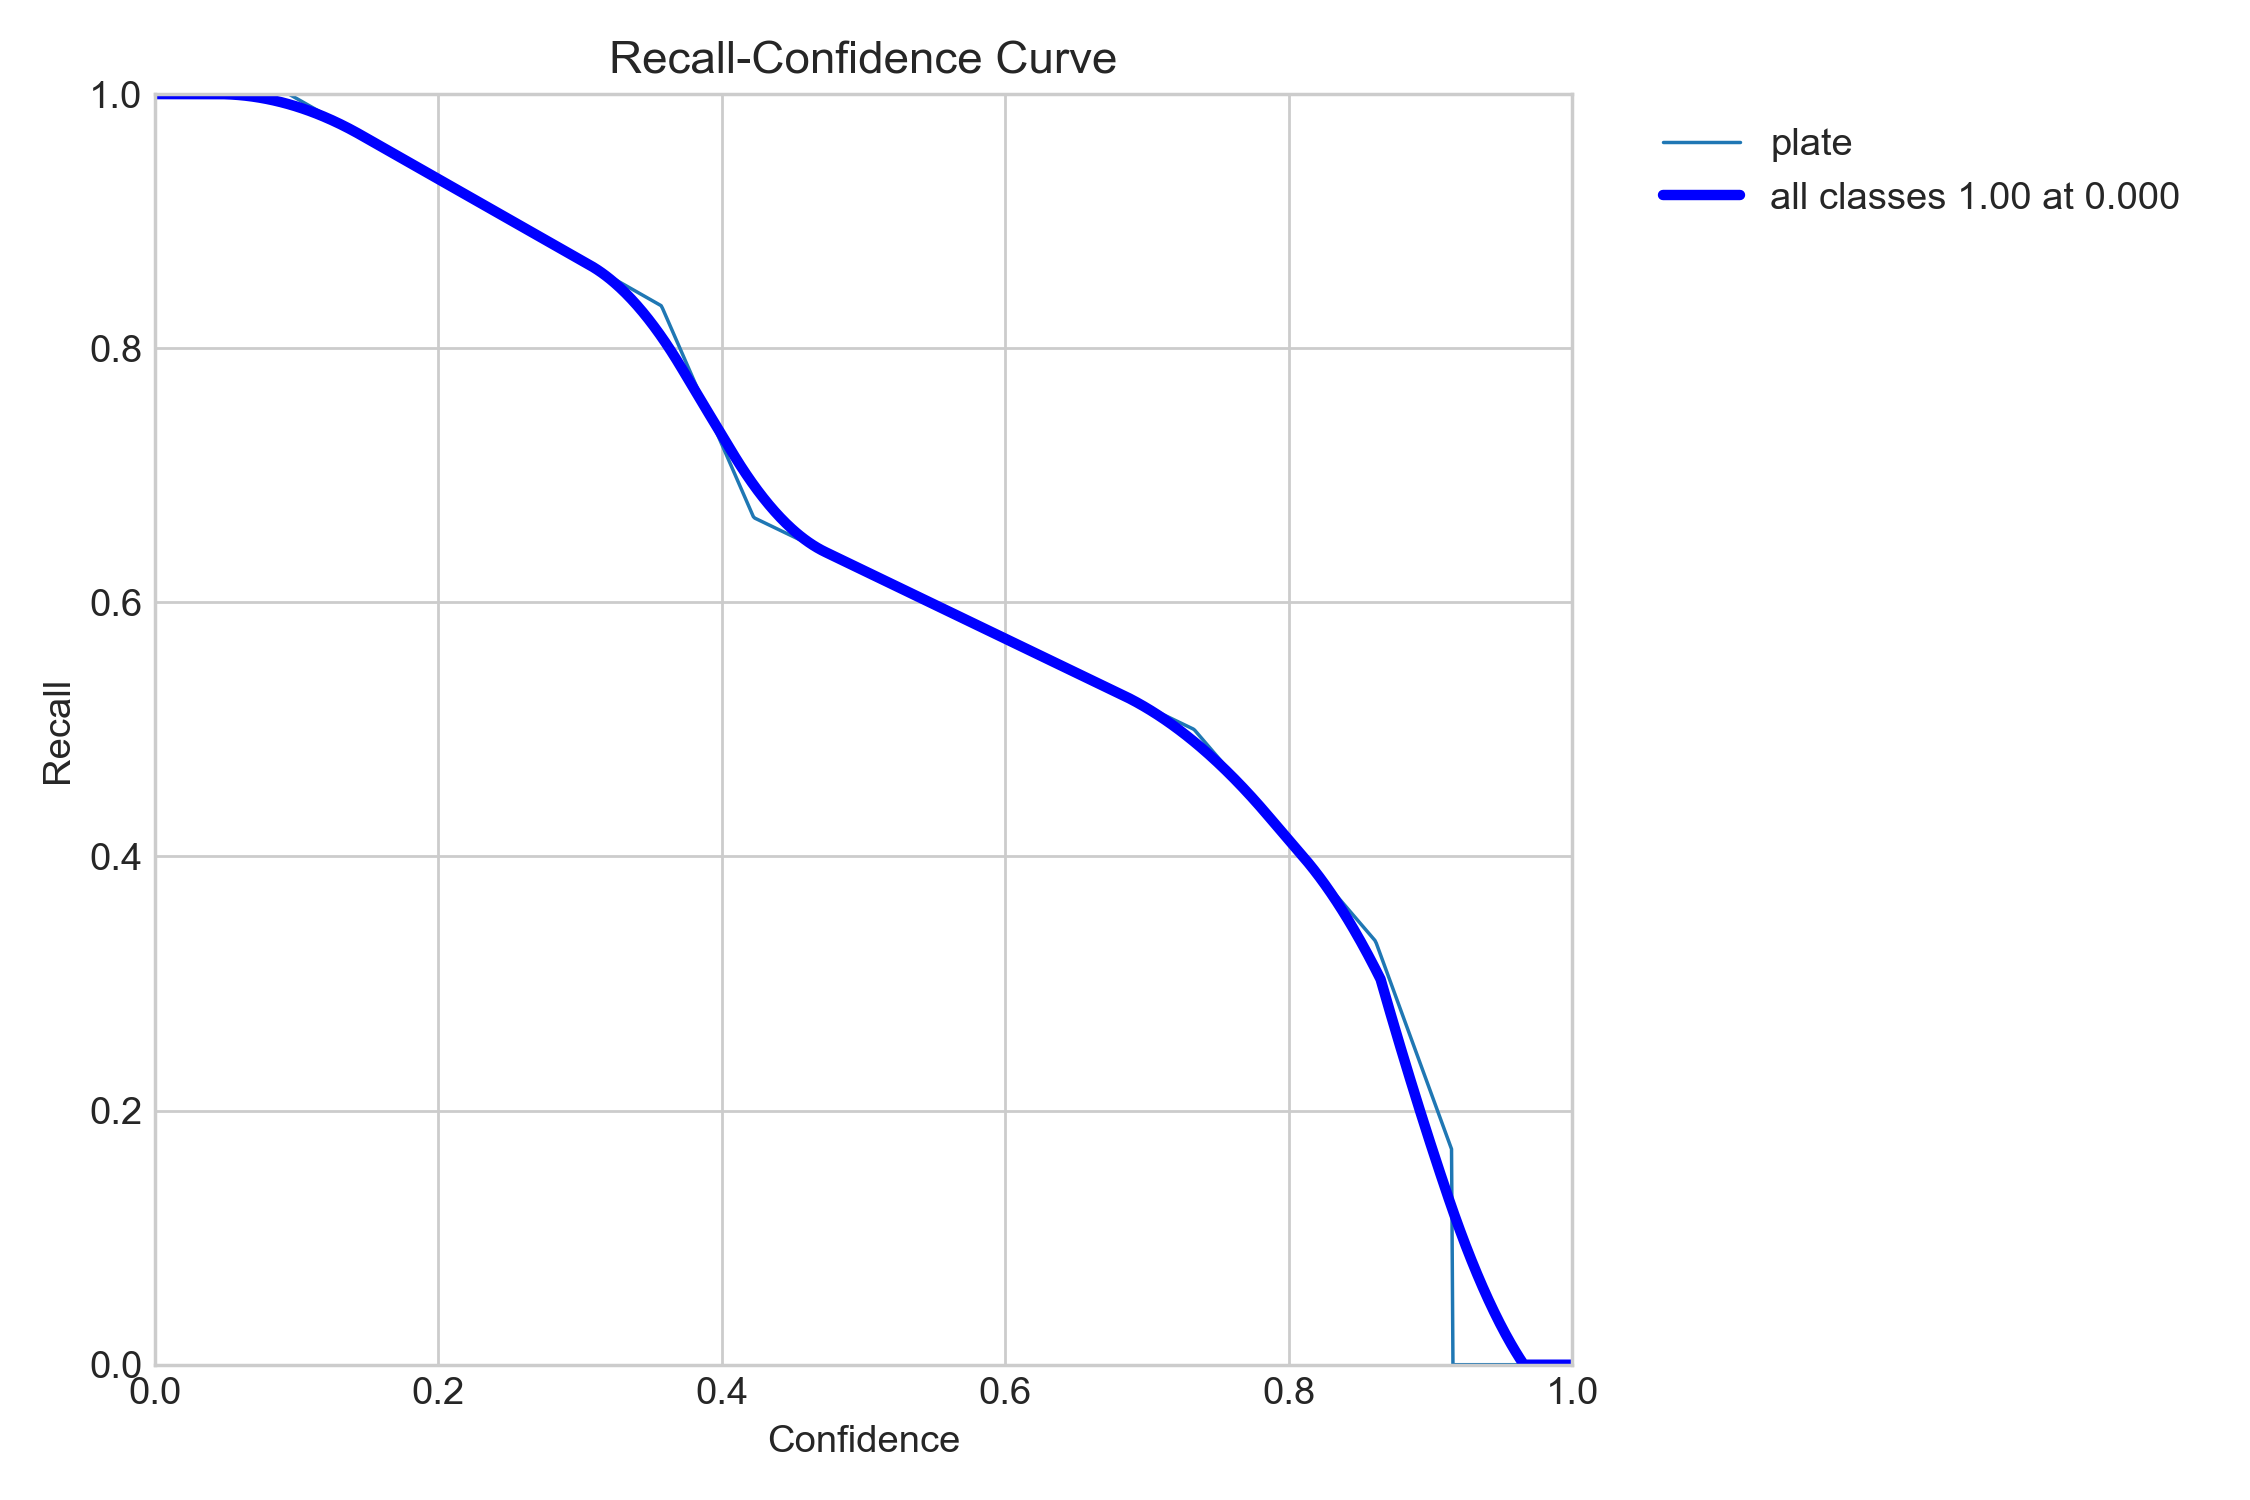 Recall-Confidence Curve
plate
all classes 1.00 at 0.000
1.0
0.8
0.6
0.4
0.2
0.0
Recall
0.0 0.2 0.4 0.6 0.8 1.0
Confidence